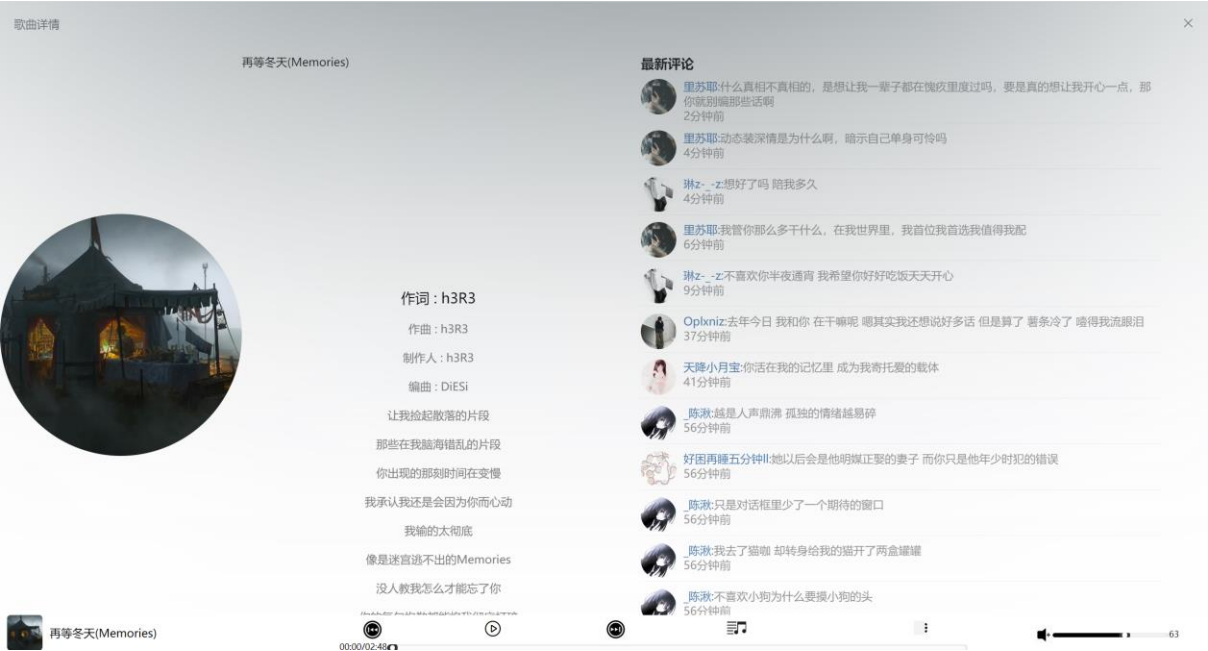 歌曲详情
再等冬天(Memories)
作词 : h3R3
作曲 : h3R3
制作人 : h3R3
编曲 : DiESi
让我捡起散落的片段
那些在我脑海错乱的片段
你出现的那刻时间在变慢
我承认我还是会因为你而心动
我输的太彻底
像是迷宫逃不出的Memories
没人教我怎么才能忘了你
最新评论
里苏耶:什么真相不真相的，是想让我一辈子都在愧疚里度过吗，要是真的想让我开心一点，那
你就别编那些话啊
2分钟前
里苏耶:动态装深情是为什么啊，暗示自己单身可怜吗
4分钟前
琳z-_-z:想好了吗 陪我多久
4分钟前
里苏耶:我管你那么多干什么，在我世界里，我首位我首选我值得我配
6分钟前
琳z-_-z:不喜欢你半夜通宵 我希望你好好吃饭天天开心
9分钟前
Oplxniz:去年今日 我和你 在干嘛呢 嗯其实我还想说好多话 但是算了 薯条冷了 噎得我流眼泪
37分钟前
天降小月宝:你活在我的记忆里 成为我寄托爱的载体
41分钟前
_陈湫:越是人声鼎沸 孤独的情绪越易碎
56分钟前
好困再睡五分钟ll:她以后会是他明媒正娶的妻子 而你只是他年少时犯的错误
56分钟前
_陈湫:只是对话框里少了一个期待的窗口
56分钟前
_陈湫:我去了猫咖 却转身给我的猫开了两盒罐罐
56分钟前
_陈湫:不喜欢小狗为什么要摸小狗的头
56分钟前
再等冬天(Memories)
00:00/02:48
63